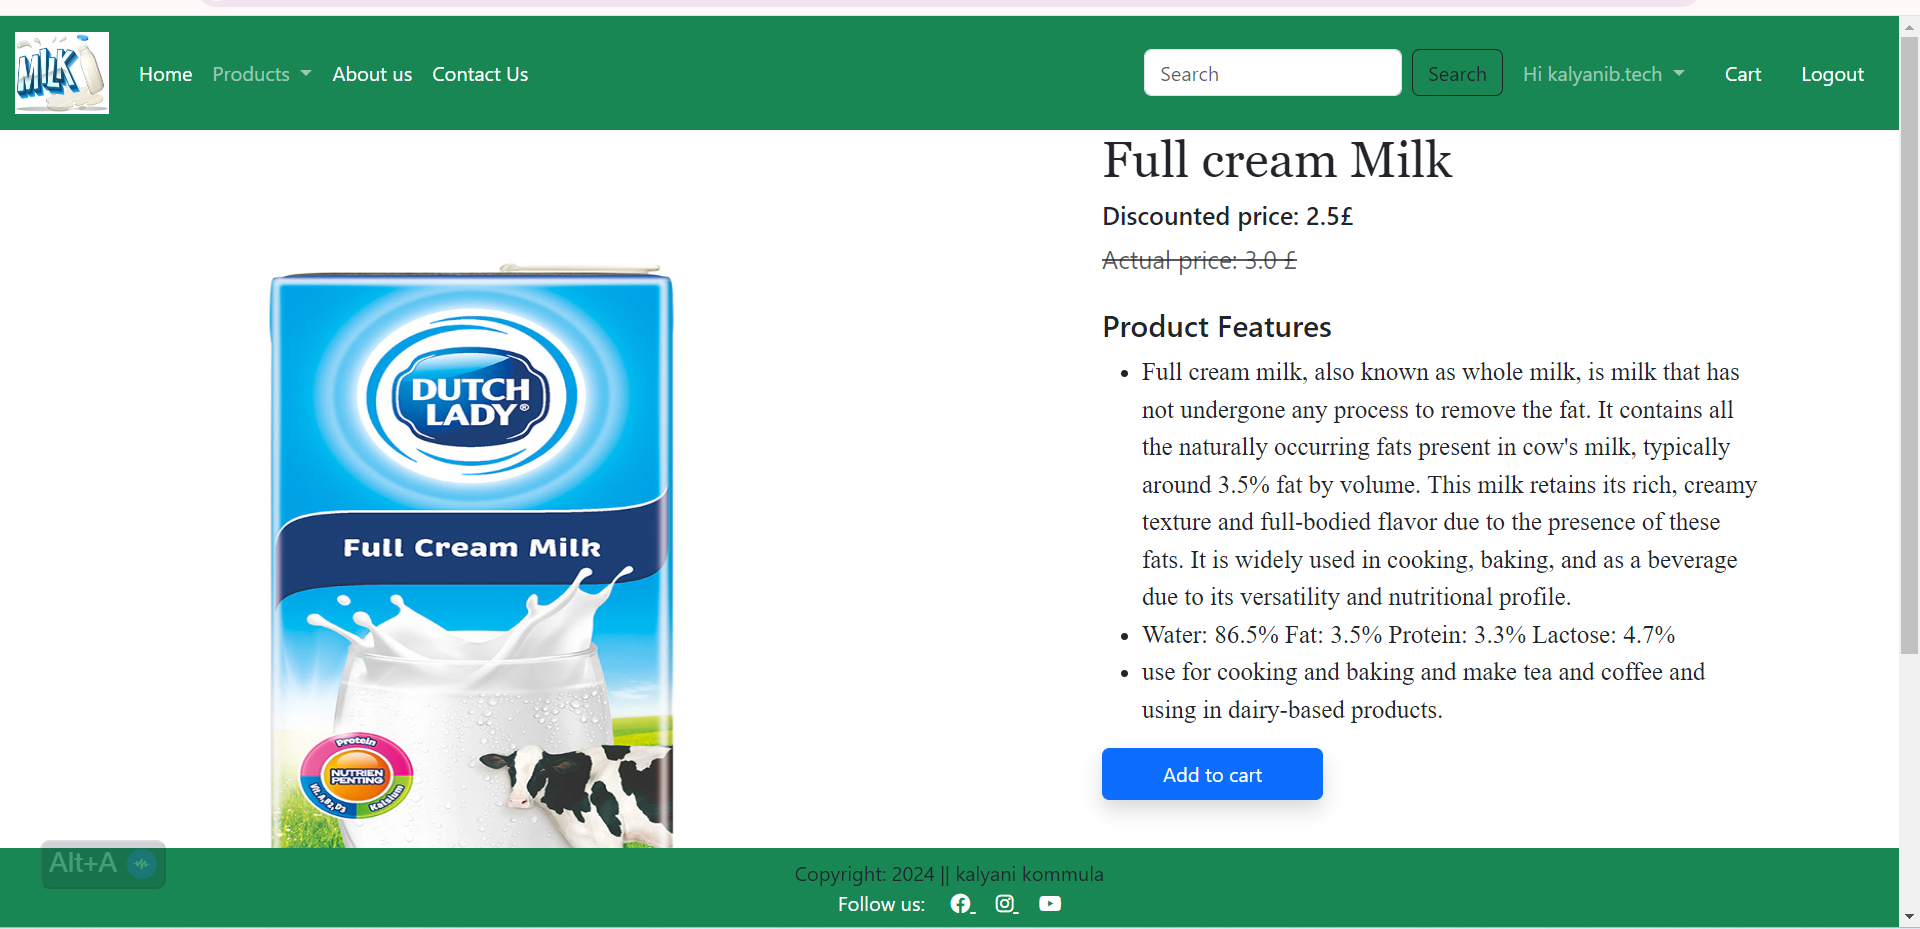 MILK
Home Products About us Contact Us Search Search Hi kalyanib.tech Cart Logout
Full cream Milk
Discounted price: 2.5£
Actual price: 3.0 £
Product Features
Full cream milk, also known as whole milk, is milk that has
not undergone any process to remove the fat. It contains all
the naturally occurring fats present in cow's milk, typically
around 3.5% fat by volume. This milk retains its rich, creamy
texture and full-bodied flavor due to the presence of these
fats. It is widely used in cooking, baking, and as a beverage
due to its versatility and nutritional profile.
Water: 86.5% Fat: 3.5% Protein: 3.3% Lactose: 4.7%
use for cooking and baking and make tea and coffee and
using in dairy-based products.
Add to cart
DUTCH
LADY®
Full Cream Milk
Protein
NUTRIEN
PENTING
Vit. A,B2,D3
Kalsium
Alt+A
Copyright: 2024 || kalyani kommula
Follow us: